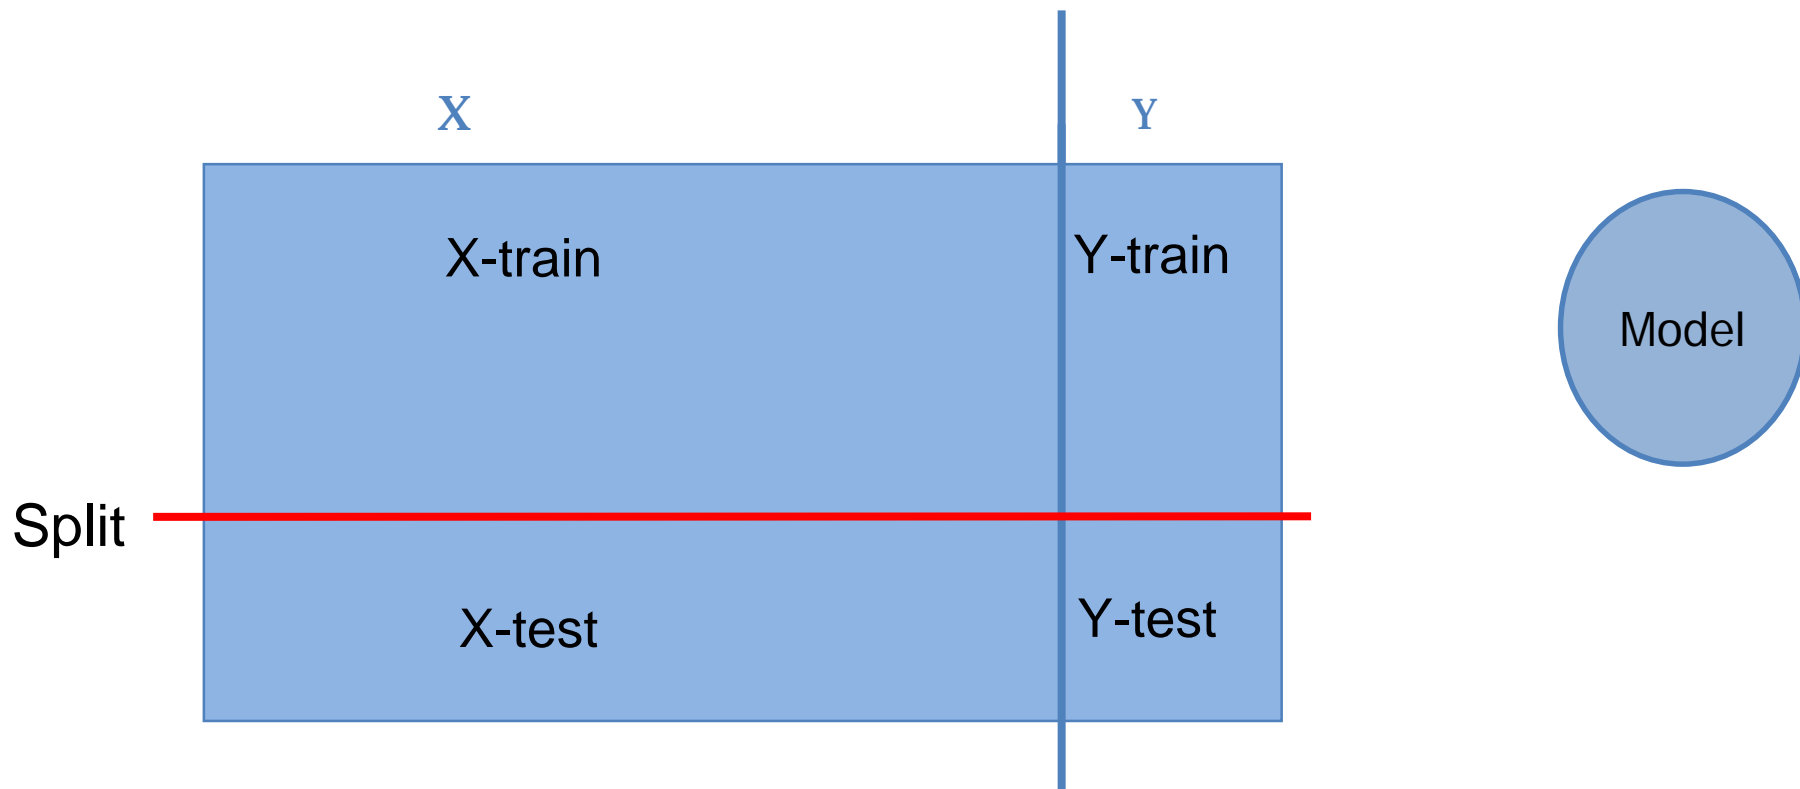 X
Y
X-train
Y-train
Model
Split
X-test
Y-test